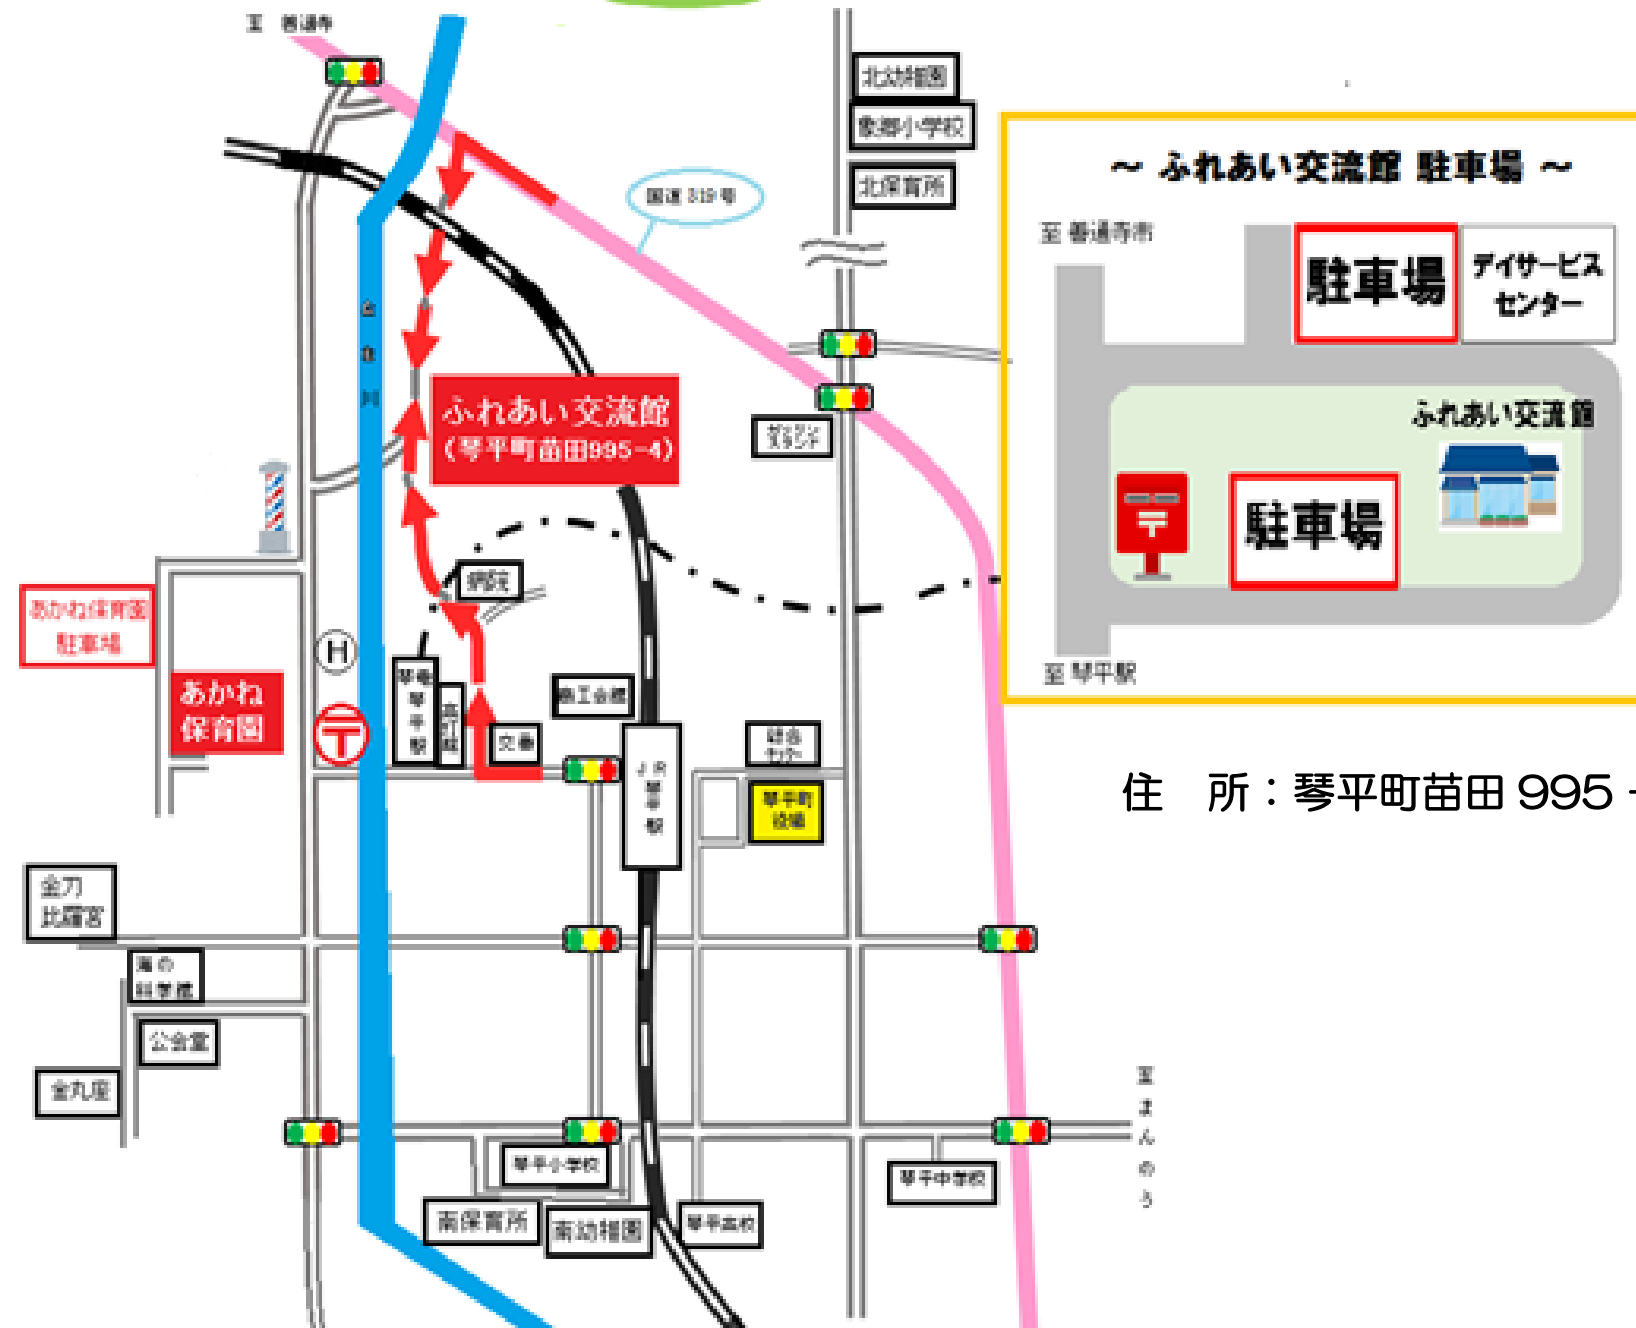 至 善通寺
北幼稚園
象郷小学校
北保育所
国道 319 号
～ ふれあい交流館 駐車場 ～
至 善通寺市
駐車場
デイサービス
センター
ふれあい交流館
駐車場
至 琴平駅
ふれあい交流館
（琴平町苗田995-4）
病院
あかね保育園
駐車場
あかね
保育園
H
琴電琴平駅
高灯籠
交番
商工会館
JR琴平駅
総合
センター
琴平町
役場
住　所：琴平町苗田 995 -
金刀
比羅宮
海の
科学館
公会堂
金丸座
至まんのう
琴平小学校
琴平中学校
南保育所
南幼稚園
琴平高校